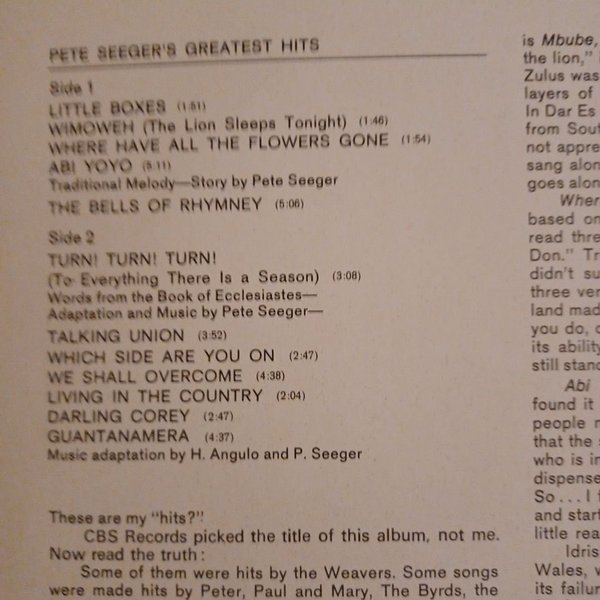 PETE SEEGER'S GREATEST HITS
Side 1
LITTLE BOXES (1:51)
WIMOWEH (The Lion Sleeps Tonight) (1:46)
WHERE HAVE ALL THE FLOWERS GONE (1:54)
ABI YOYO (5:11)
Traditional Melody—Story by Pete Seeger
THE BELLS OF RHYMNEY (5:06)
Side 2
TURN! TURN! TURN!
(To Everything There Is a Season) (3:08)
Words from the Book of Ecclesiastes—
Adaptation and Music by Pete Seeger—
TALKING UNION (3:52)
WHICH SIDE ARE YOU ON (2:47)
WE SHALL OVERCOME (4:38)
LIVING IN THE COUNTRY (2:04)
DARLING COREY (2:47)
GUANTANAMERA (4:37)
Music adaptation by H. Angulo and P. Seeger
These are my "hits?"
CBS Records picked the title of this album, not me.
Now read the truth:
Some of them were hits by the Weavers. Some songs
were made hits by Peter, Paul and Mary, The Byrds, the
is Mbube,
the lion,"
Zulus was
layers of
In Dar Es
from Sout
not appre
sang alon
goes alon
Wher
based on
read thre
Don." Tr
didn't su
three ver
land mad
you do, c
its ability
still stand
Abi
found it
people n
that the s
who is in
dispense
So...I f
and start
little rea
Idris
Wales, w
its failur